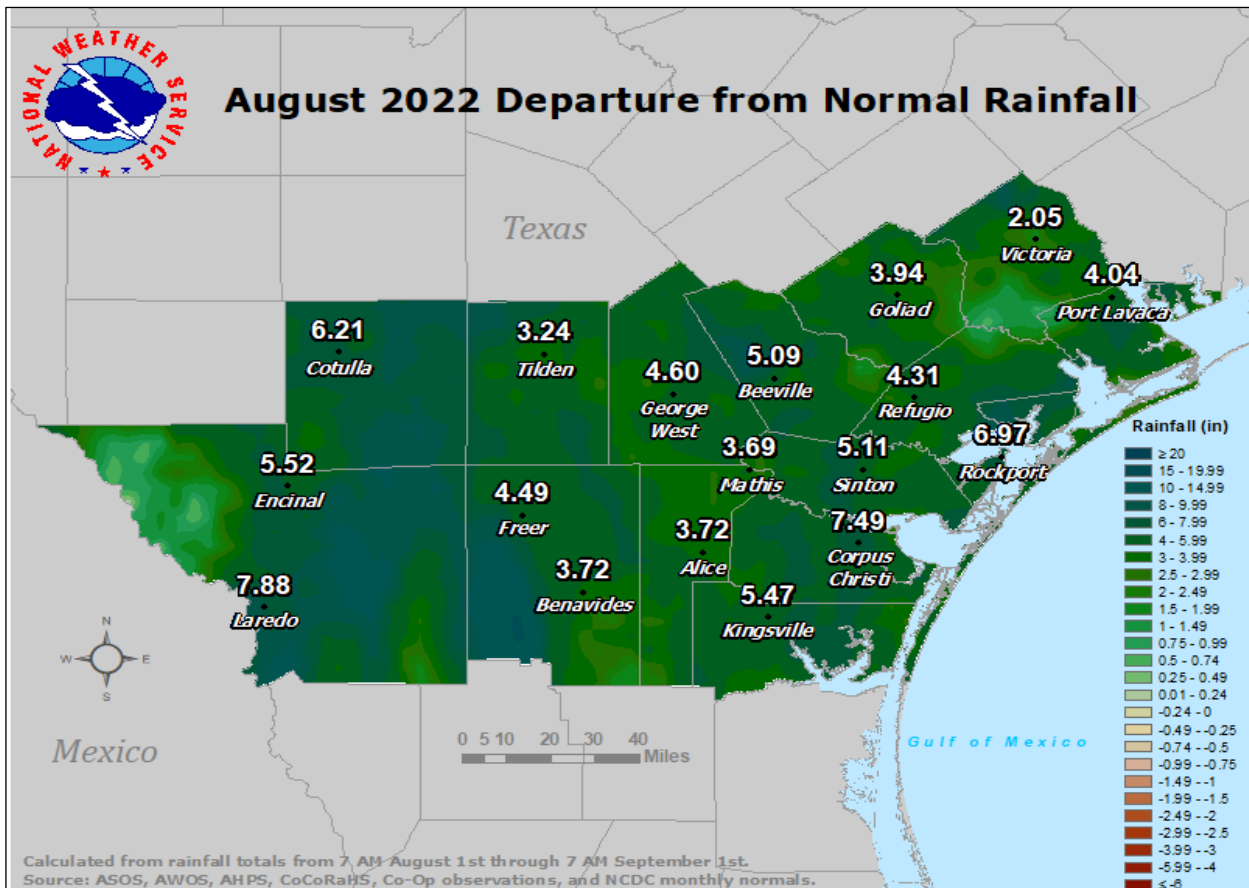 NATIONAL WEATHER SERVICE
August 2022 Departure from Normal Rainfall
Texas
2.05
Victoria
3.94
Goliad
4.04
Port Lavaca
6.21
Cotulla
3.24
Tilden
4.60
George
West
5.09
Beeville
4.31
Refugio
6.97
Rockport
5.52
Encinal
4.49
Freer
3.69
Mathis
5.11
Sinton
3.72
Alice
7.49
Corpus
Christi
7.88
Laredo
3.72
Benavides
5.47
Kingsville
N
W E
S
Mexico
0 5 10 20 30 40
Miles
Gulf of Mexico
Rainfall (in)
≥ 20
15 - 19.99
10 - 14.99
8 - 9.99
6 - 7.99
4 - 5.99
3 - 3.99
2.5 - 2.99
2 - 2.49
1.5 - 1.99
1 - 1.49
0.75 - 0.99
0.5 - 0.74
0.25 - 0.49
0.01 - 0.24
-0.24 - 0
-0.49 - -0.25
-0.74 - -0.5
-0.99 - -0.75
-1.49 - -1
-1.99 - -1.5
-2.49 - -2
-2.99 - -2.5
-3.99 - -3
-5.99 - -4
≤ -6
Calculated from rainfall totals from 7 AM August 1st through 7 AM September 1st.
Source: ASOS, AWOS, AHPS, CoCoRaHS, Co-Op observations, and NCDC monthly normals.